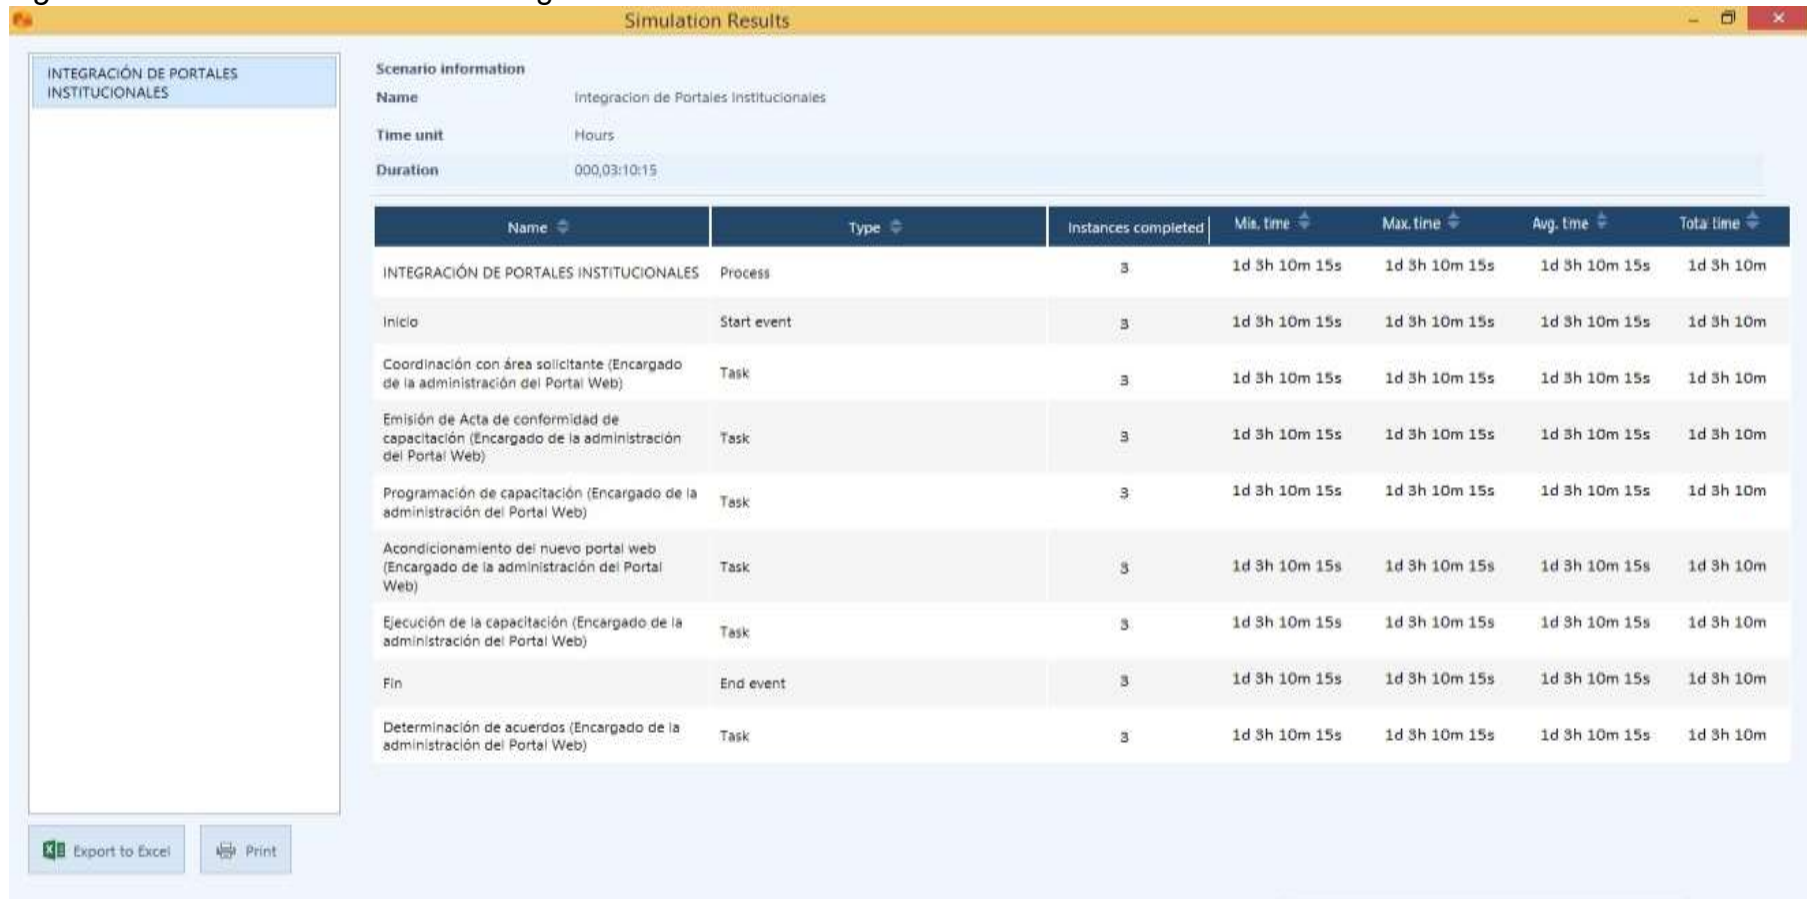 Simulation Results
INTEGRACIÓN DE PORTALES
INSTITUCIONALES
Scenario information
Name Integracion de Portales Institucionales
Time unit Hours
Duration 000,03:10:15
Name Type Instances completed Min. time Max. time Avg. time Total time
INTEGRACIÓN DE PORTALES INSTITUCIONALES Process 3 1d 3h 10m 15s 1d 3h 10m 15s 1d 3h 10m 15s 1d 3h 10m
Inicio Start event 3 1d 3h 10m 15s 1d 3h 10m 15s 1d 3h 10m 15s 1d 3h 10m
Coordinación con área solicitante (Encargado
de la administración del Portal Web) Task 3 1d 3h 10m 15s 1d 3h 10m 15s 1d 3h 10m 15s 1d 3h 10m
Emisión de Acta de conformidad de
capacitación (Encargado de la administración Task 3 1d 3h 10m 15s 1d 3h 10m 15s 1d 3h 10m 15s 1d 3h 10m
del Portal Web)
Programación de capacitación (Encargado de la
administración del Portal Web) Task 3 1d 3h 10m 15s 1d 3h 10m 15s 1d 3h 10m 15s 1d 3h 10m
Acondicionamiento del nuevo portal web
(Encargado de la administración del Portal Task 3 1d 3h 10m 15s 1d 3h 10m 15s 1d 3h 10m 15s 1d 3h 10m
Web)
Ejecución de la capacitación (Encargado de la
administración del Portal Web) Task 3 1d 3h 10m 15s 1d 3h 10m 15s 1d 3h 10m 15s 1d 3h 10m
Fin End event 3 1d 3h 10m 15s 1d 3h 10m 15s 1d 3h 10m 15s 1d 3h 10m
Determinación de acuerdos (Encargado de la
administración del Portal Web) Task 3 1d 3h 10m 15s 1d 3h 10m 15s 1d 3h 10m 15s 1d 3h 10m
Export to Excel Print